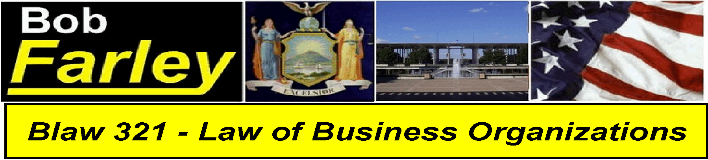 Bob
Farley
EXCELSIOR
Blaw 321 - Law of Business Organizations